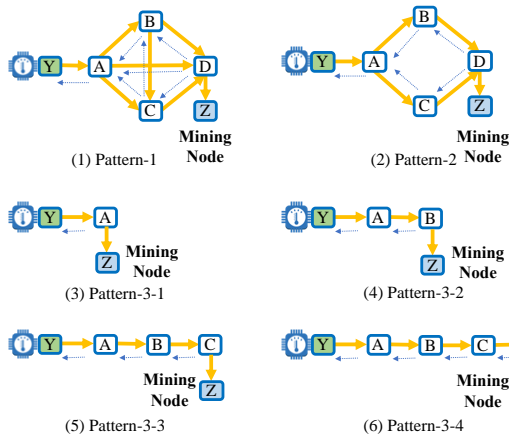 B
Y
A
D
C
Z
Mining
Node
(1) Pattern-1
B
Y
A
D
C
Z
Mining
Node
(2) Pattern-2
Y
A
Z
Mining
Node
(3) Pattern-3-1
Y
A
B
Z
Mining
Node
(4) Pattern-3-2
Y
A
B
C
Z
Mining
Node
(5) Pattern-3-3
Y
A
B
C
Mining
Node
(6) Pattern-3-4